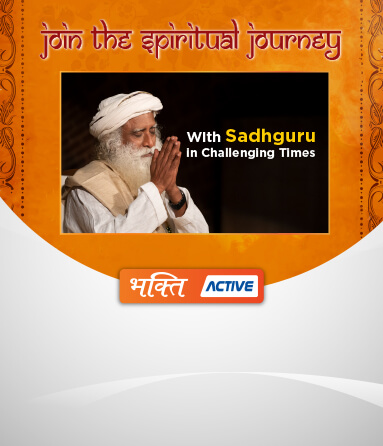 JOIN THE SPIRITUAL JOURNEY
With Sadhguru
in Challenging Times
भक्ति ACTIVE